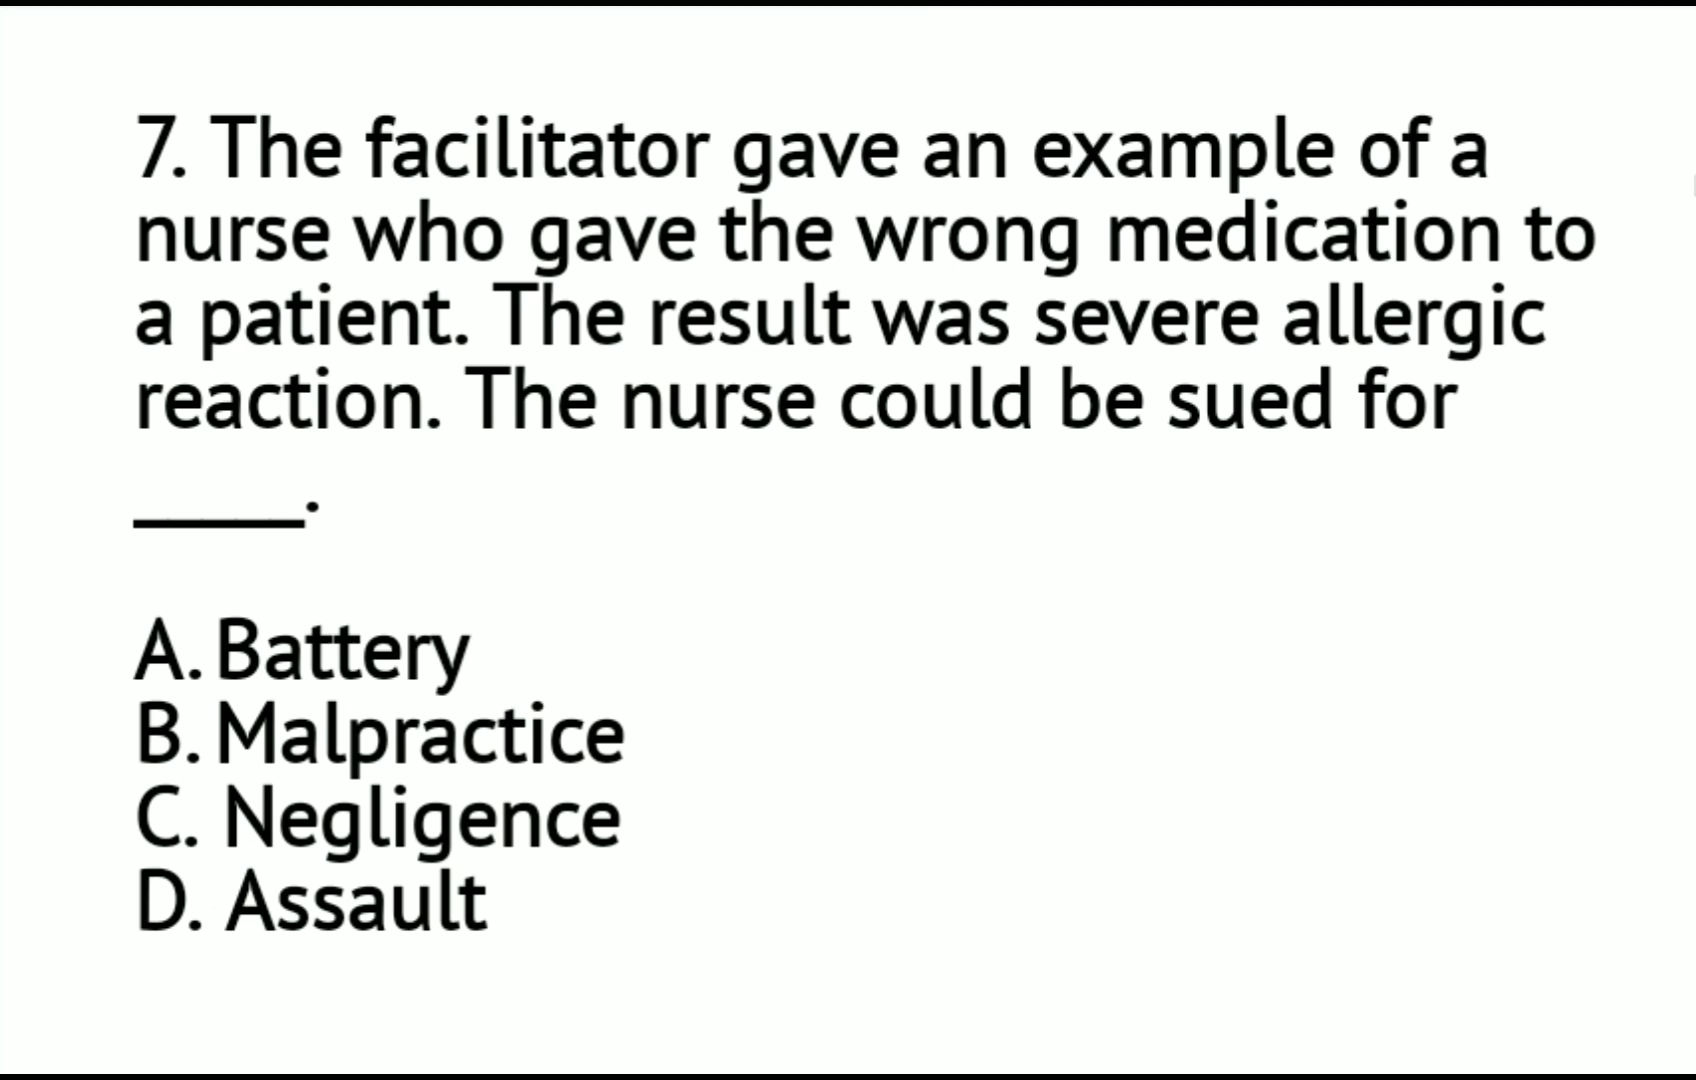 7. The facilitator gave an example of a
nurse who gave the wrong medication to
a patient. The result was severe allergic
reaction. The nurse could be sued for
_____.
A. Battery
B. Malpractice
C. Negligence
D. Assault